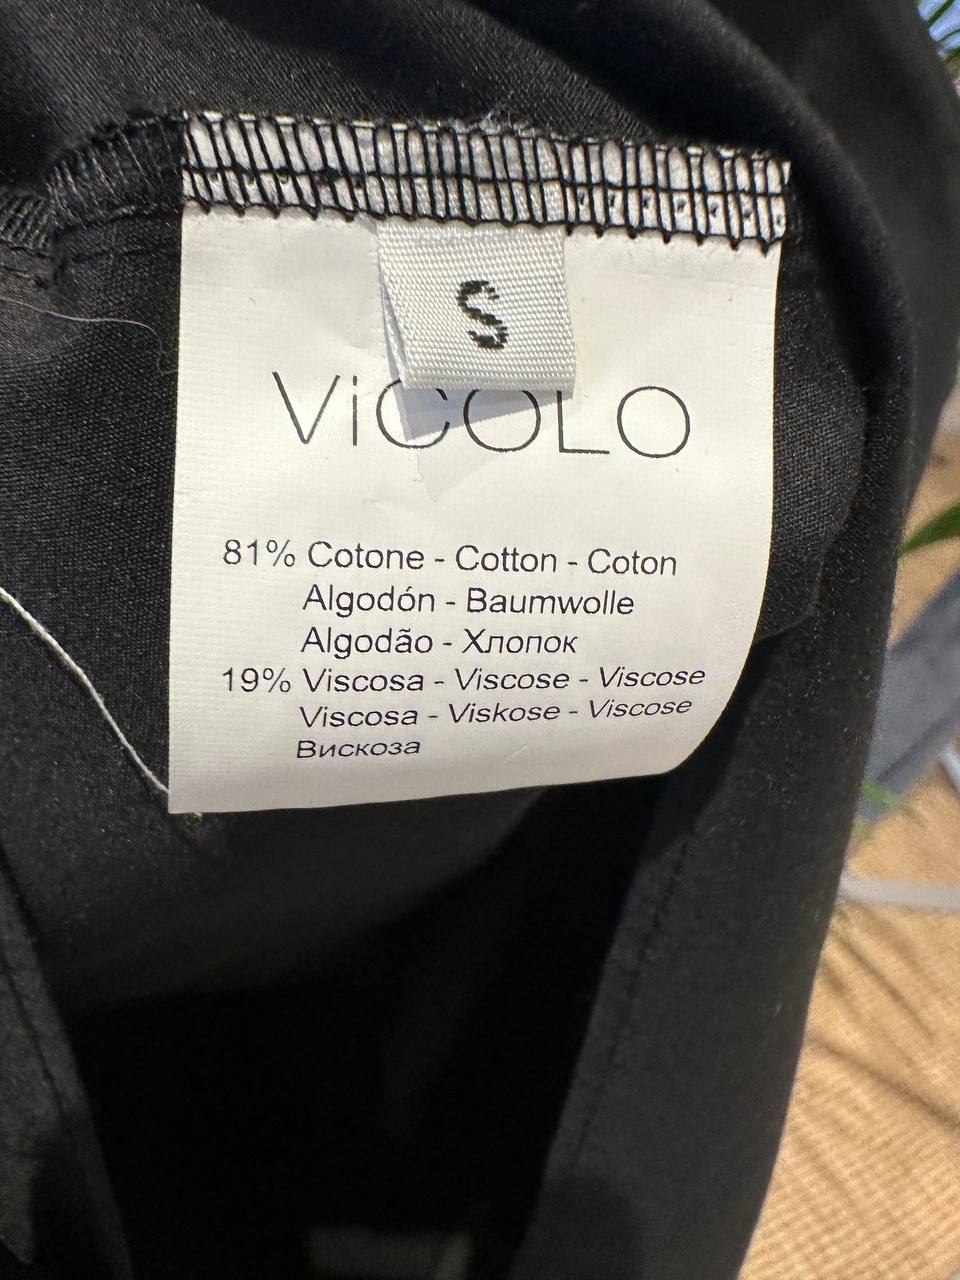 S
ViCOLO
81% Cotone - Cotton - Coton
Algodón - Baumwolle
Algodão - Хлопок
19% Viscosa - Viscose - Viscose
Viscosa - Viskose - Viscose
Вискоза